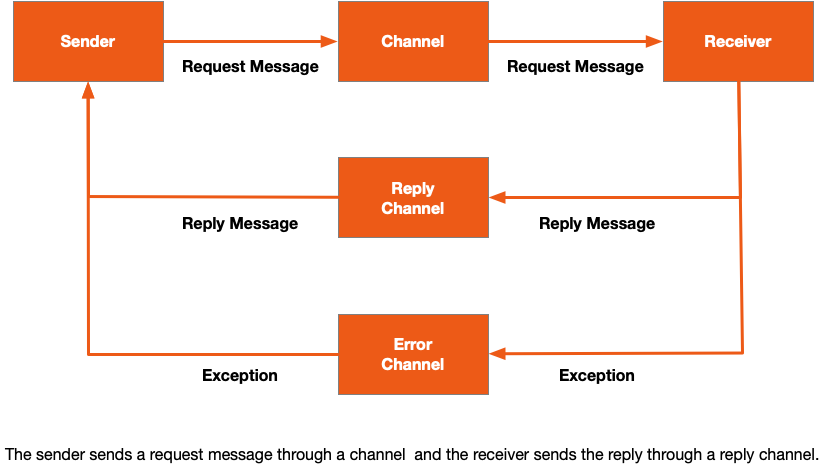 Sender
Channel
Receiver
Request Message
Request Message
Reply
Channel
Reply Message
Reply Message
Error
Channel
Exception
Exception
The sender sends a request message through a channel  and the receiver sends the reply through a reply channel.